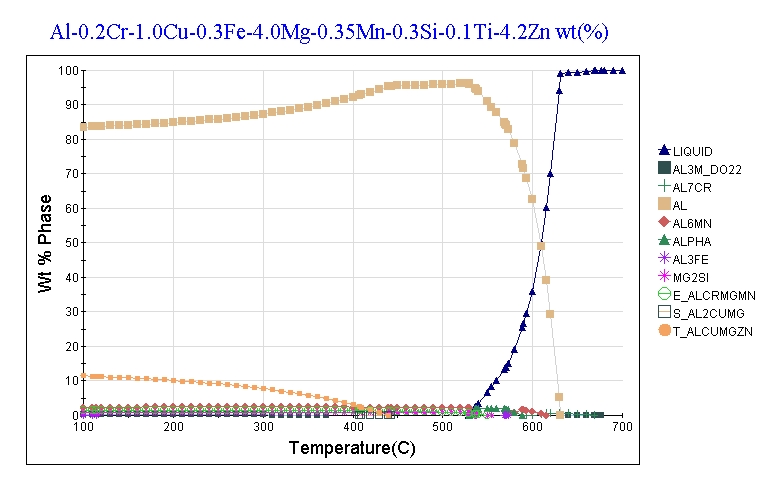 Al-0.2Cr-1.0Cu-0.3Fe-4.0Mg-0.35Mn-0.3Si-0.1Ti-4.2Zn wt(%)
100
90
80
70
60
50
40
30
20
10
0
Wt % Phase
100 200 300 400 500 600 700
Temperature(C)
LIQUID
AL3M_DO22
AL7CR
AL
AL6MN
ALPHA
AL3FE
MG2SI
E_ALCRMGMN
S_AL2CUMG
T_ALCUMGZN